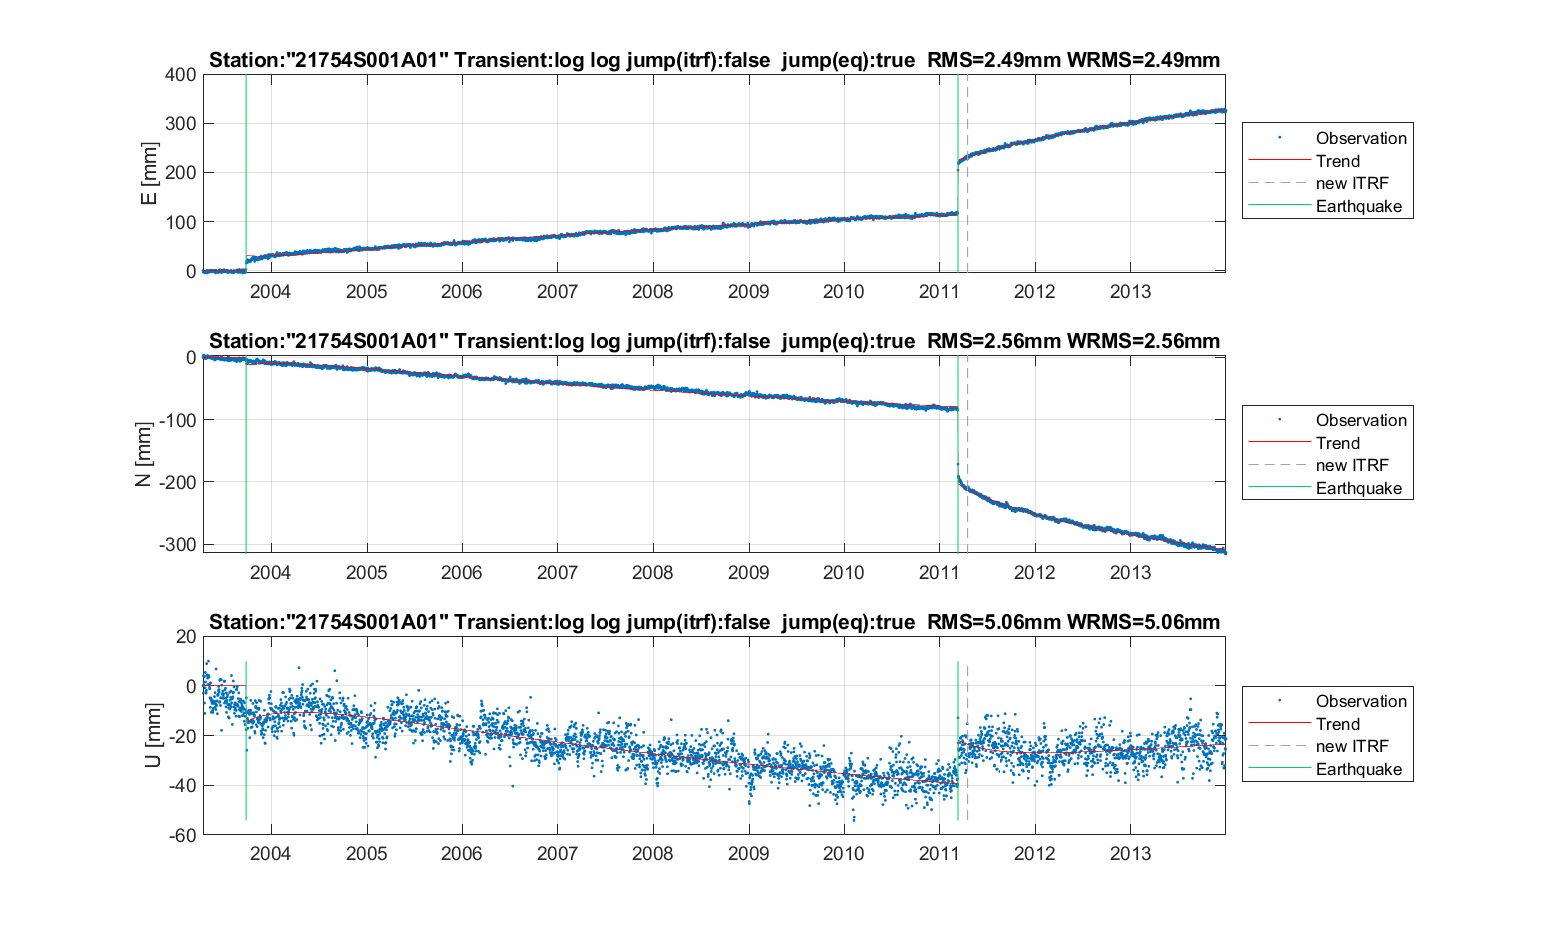 Station:"21754S001A01" Transient:log log jump(itrf):false  jump(eq):true  RMS=2.49mm WRMS=2.49mm
400
300
200
100
0
E [mm]
2004 2005 2006 2007 2008 2009 2010 2011 2012 2013
Observation
Trend
new ITRF
Earthquake
Station:"21754S001A01" Transient:log log jump(itrf):false  jump(eq):true  RMS=2.56mm WRMS=2.56mm
0
-100
-200
-300
N [mm]
2004 2005 2006 2007 2008 2009 2010 2011 2012 2013
Observation
Trend
new ITRF
Earthquake
Station:"21754S001A01" Transient:log log jump(itrf):false  jump(eq):true  RMS=5.06mm WRMS=5.06mm
20
0
-20
-40
-60
U [mm]
2004 2005 2006 2007 2008 2009 2010 2011 2012 2013
Observation
Trend
new ITRF
Earthquake